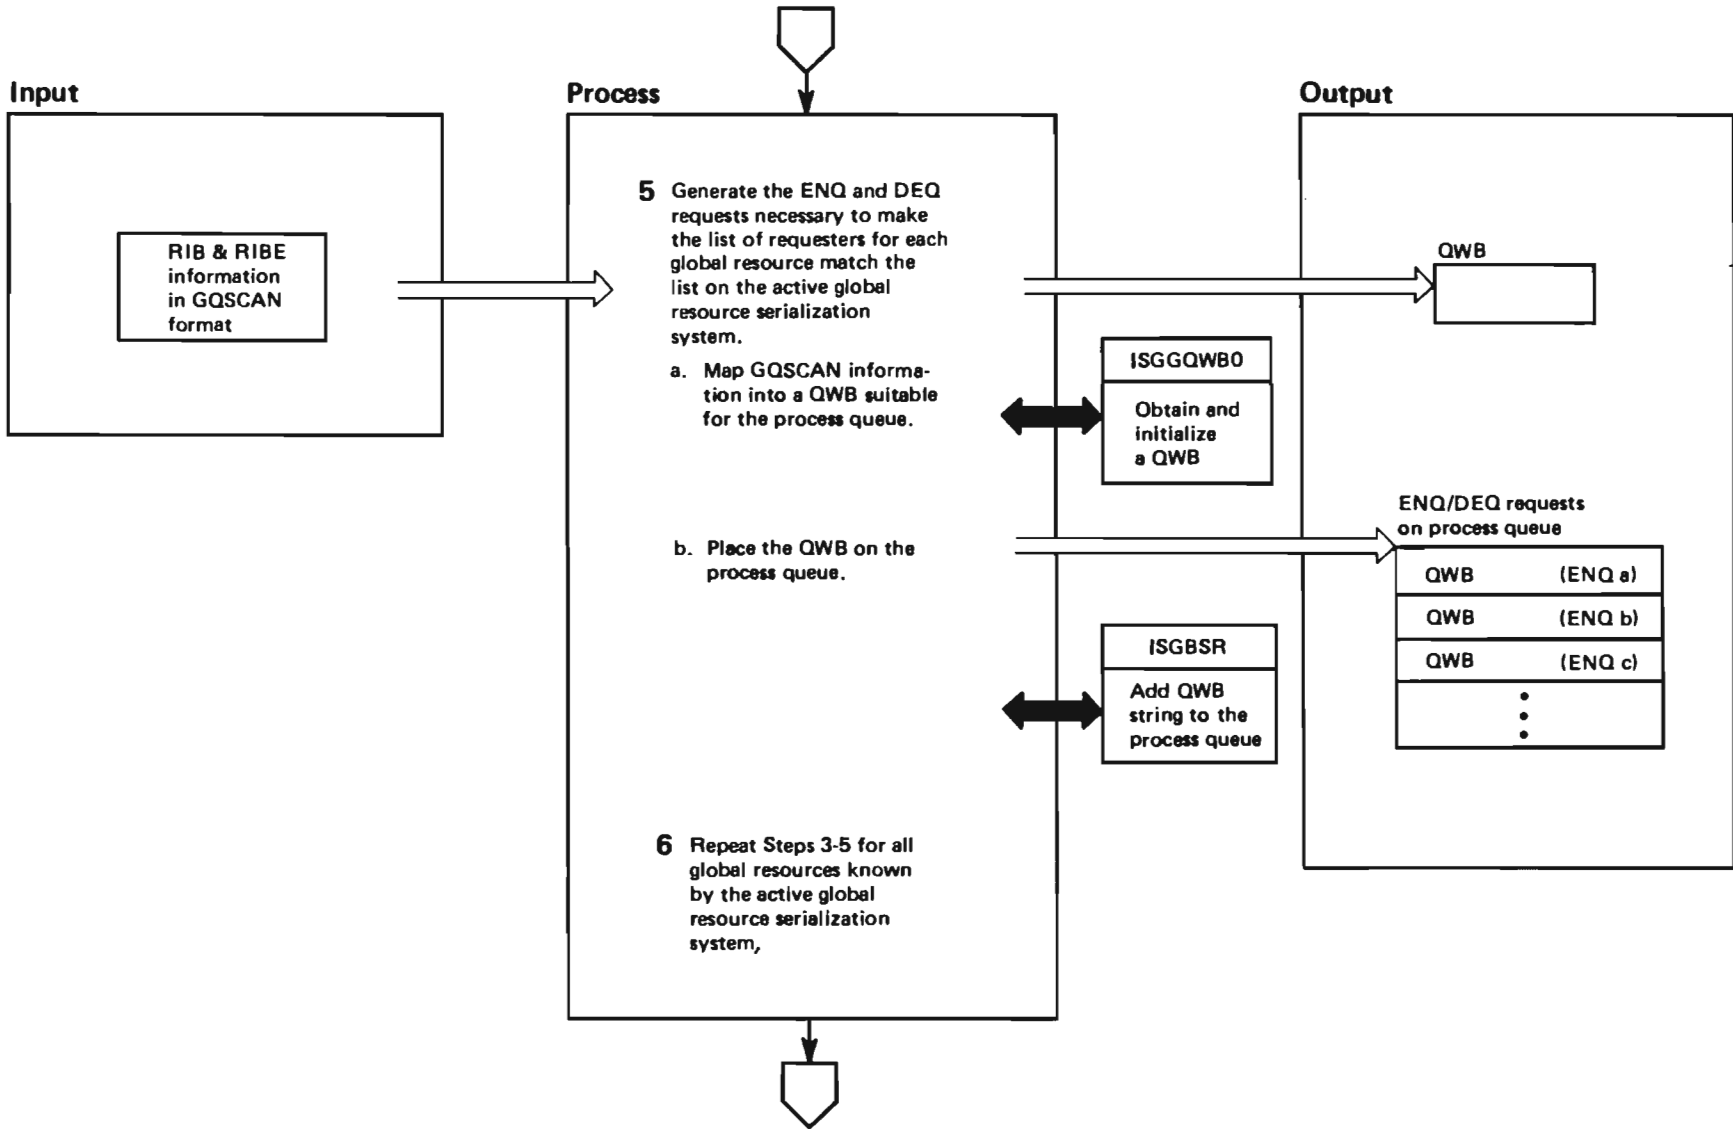 Input
Process
Output
RIB & RIBE
information
in GQSCAN
format
5 Generate the ENQ and DEQ
requests necessary to make
the list of requesters for each
global resource match the
list on the active global
resource serialization
system.
a. Map GQSCAN informa-
tion into a QWB suitable
for the process queue.
ISGGQWB0
Obtain and
initialize
a QWB
QWB
b. Place the QWB on the
process queue.
ISGBSR
Add QWB
string to the
process queue
ENQ/DEQ requests
on process queue
QWB (ENQ a)
QWB (ENQ b)
QWB (ENQ c)
6 Repeat Steps 3-5 for all
global resources known
by the active global
resource serialization
system,